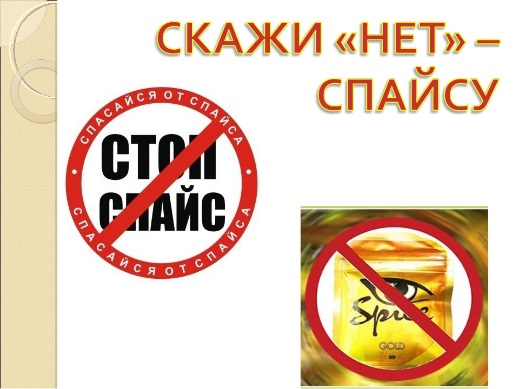 СКАЖИ «НЕТ» –
СПАЙСУ
СПАСАЙСЯ ОТ СПАЙСА
СТОП
СПАЙС
СПАСАЙСЯ ОТ СПАЙСА
Spice
GOLD